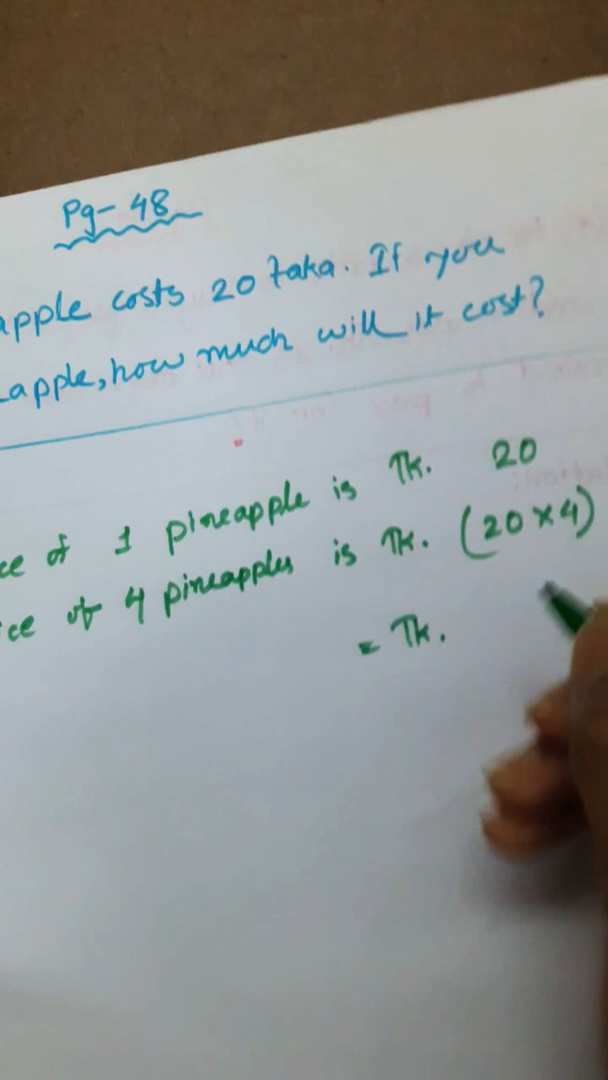 Pg-48
apple costs 20 taka. If you
apple, how much will it cost?
ce of 1 pineapple is Tk. 20
ice of 4 pineapples is Tk. (20×4)
= Tk.